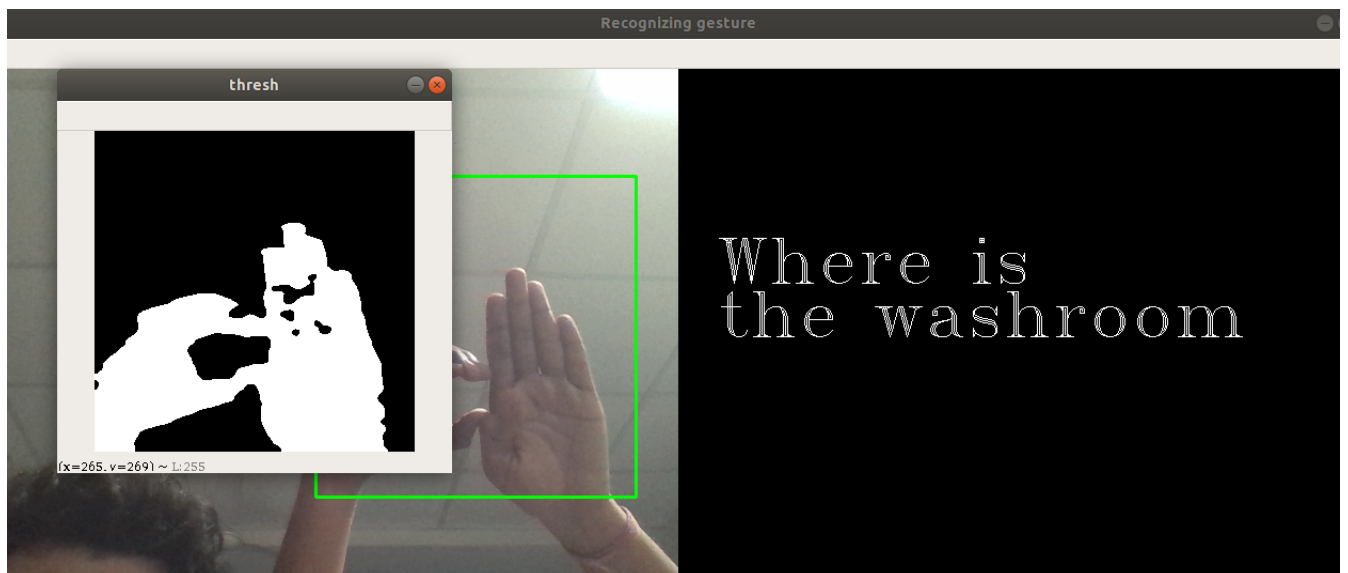 Recognizing gesture
thresh
(x=265, y=269) ~ L:255
Where is
the washroom